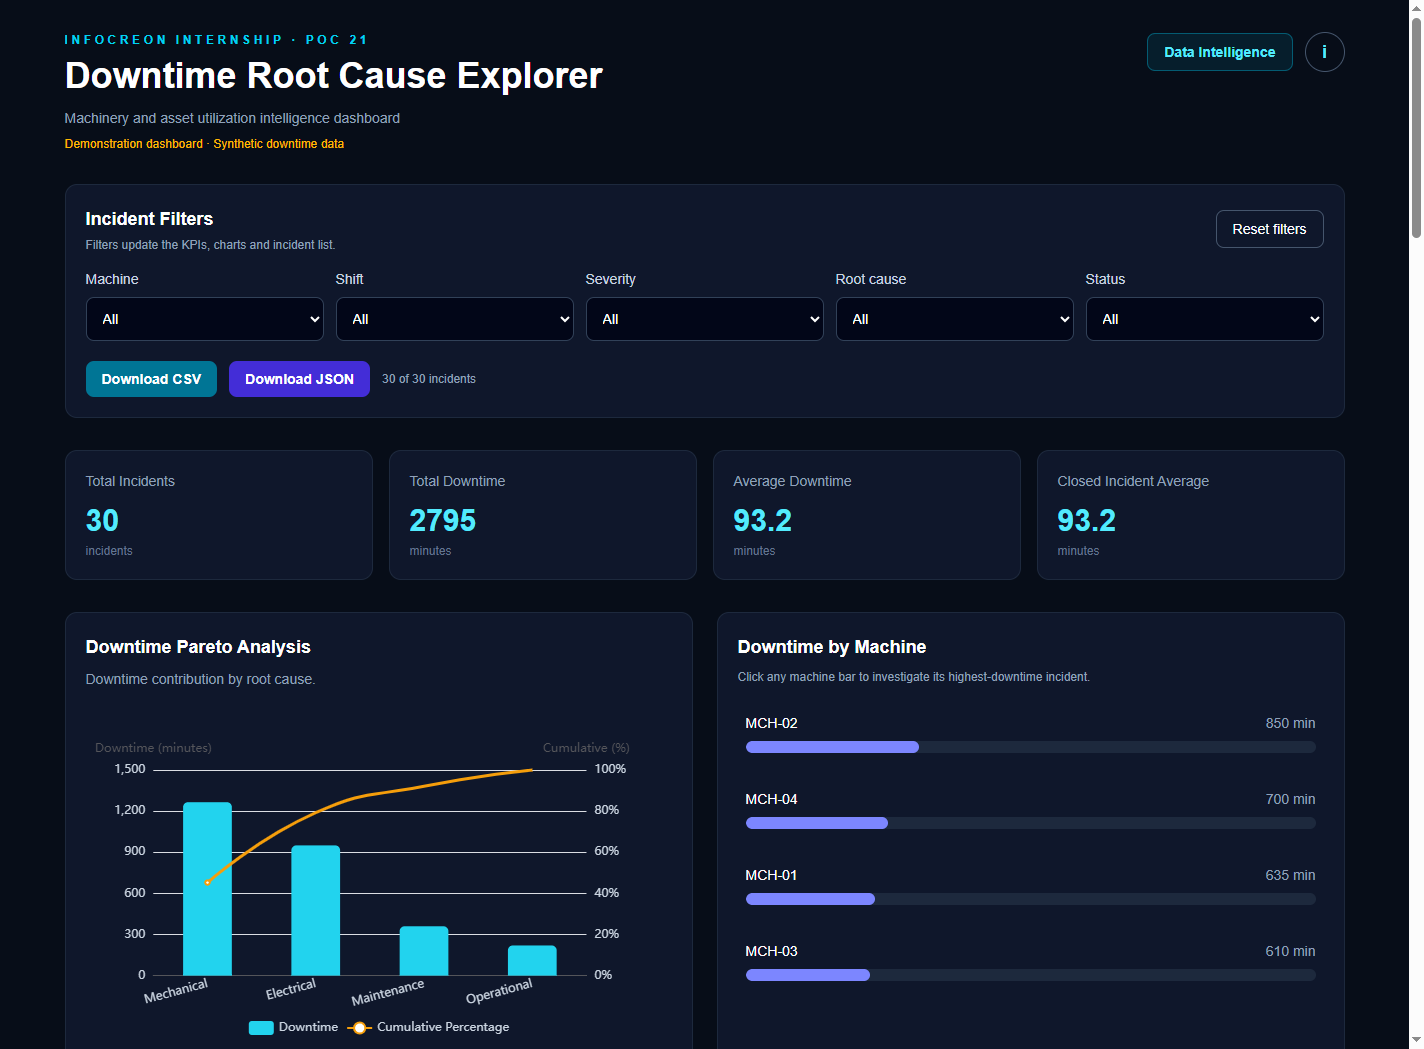 INFOCREON INTERNSHIP · POC 21
Downtime Root Cause Explorer
Machinery and asset utilization intelligence dashboard
Demonstration dashboard · Synthetic downtime data
Data Intelligence
i
Incident Filters
Filters update the KPIs, charts and incident list.
Reset filters
Machine Shift Severity Root cause Status
All All All All All
Download CSV Download JSON 30 of 30 incidents
Total Incidents
30
incidents
Total Downtime
2795
minutes
Average Downtime
93.2
minutes
Closed Incident Average
93.2
minutes
Downtime Pareto Analysis
Downtime contribution by root cause.
Downtime (minutes) Cumulative (%)
1,500 100%
1,200 80%
900 60%
600 40%
300 20%
0 0%
Mechanical Electrical Maintenance Operational
Downtime Cumulative Percentage
Downtime by Machine
Click any machine bar to investigate its highest-downtime incident.
MCH-02 850 min
MCH-04 700 min
MCH-01 635 min
MCH-03 610 min